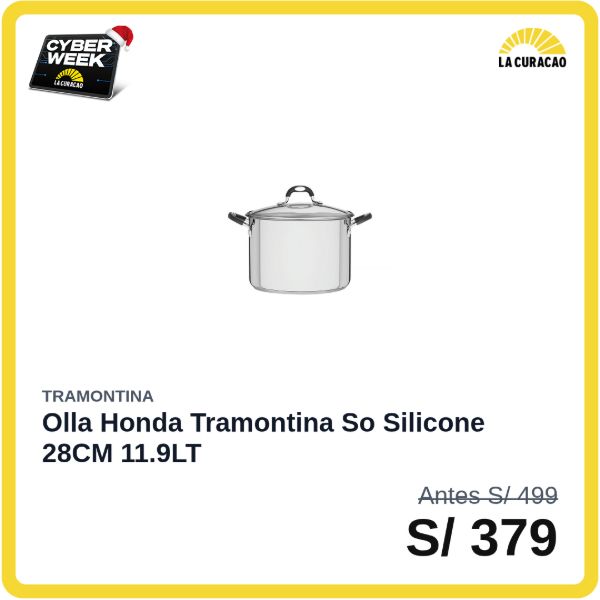 CYBER
WEEK
LA CURACAO
LA CURACAO
TRAMONTINA
Olla Honda Tramontina So Silicone
28CM 11.9LT
Antes S/ 499
S/ 379